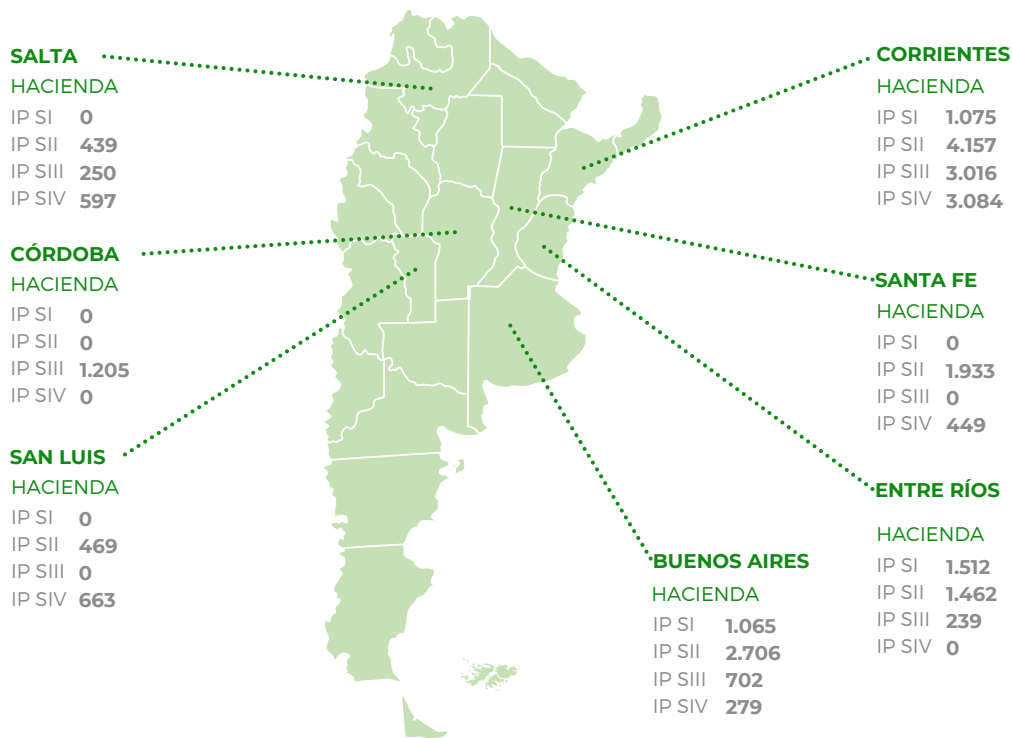 SALTA
HACIENDA
IP SI 0
IP SII 439
IP SIII 250
IP SIV 597
CÓRDOBA
HACIENDA
IP SI 0
IP SII 0
IP SIII 1.205
IP SIV 0
SAN LUIS
HACIENDA
IP SI 0
IP SII 469
IP SIII 0
IP SIV 663
CORRIENTES
HACIENDA
IP SI 1.075
IP SII 4.157
IP SIII 3.016
IP SIV 3.084
SANTA FE
HACIENDA
IP SI 0
IP SII 1.933
IP SIII 0
IP SIV 449
ENTRE RÍOS
HACIENDA
IP SI 1.512
IP SII 1.462
IP SIII 239
IP SIV 0
BUENOS AIRES
HACIENDA
IP SI 1.065
IP SII 2.706
IP SIII 702
IP SIV 279